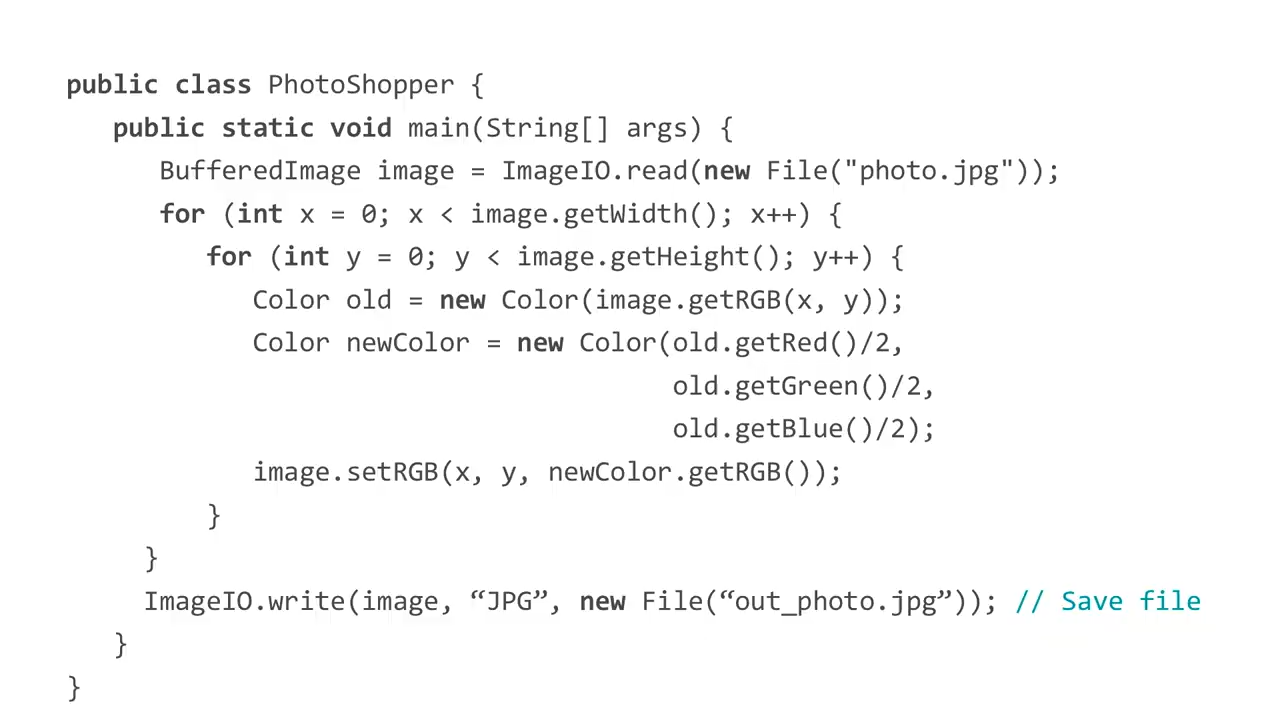 public class PhotoShopper {
public static void main(String[] args) {
BufferedImage image = ImageIO.read(new File("photo.jpg"));
for (int x = 0; x < image.getWidth(); x++) {
for (int y = 0; y < image.getHeight(); y++) {
Color old = new Color(image.getRGB(x, y));
Color newColor = new Color(old.getRed()/2,
old.getGreen()/2,
old.getBlue()/2);
image.setRGB(x, y, newColor.getRGB());
}
}
ImageIO.write(image, “JPG”, new File(“out_photo.jpg”)); // Save file
}
}